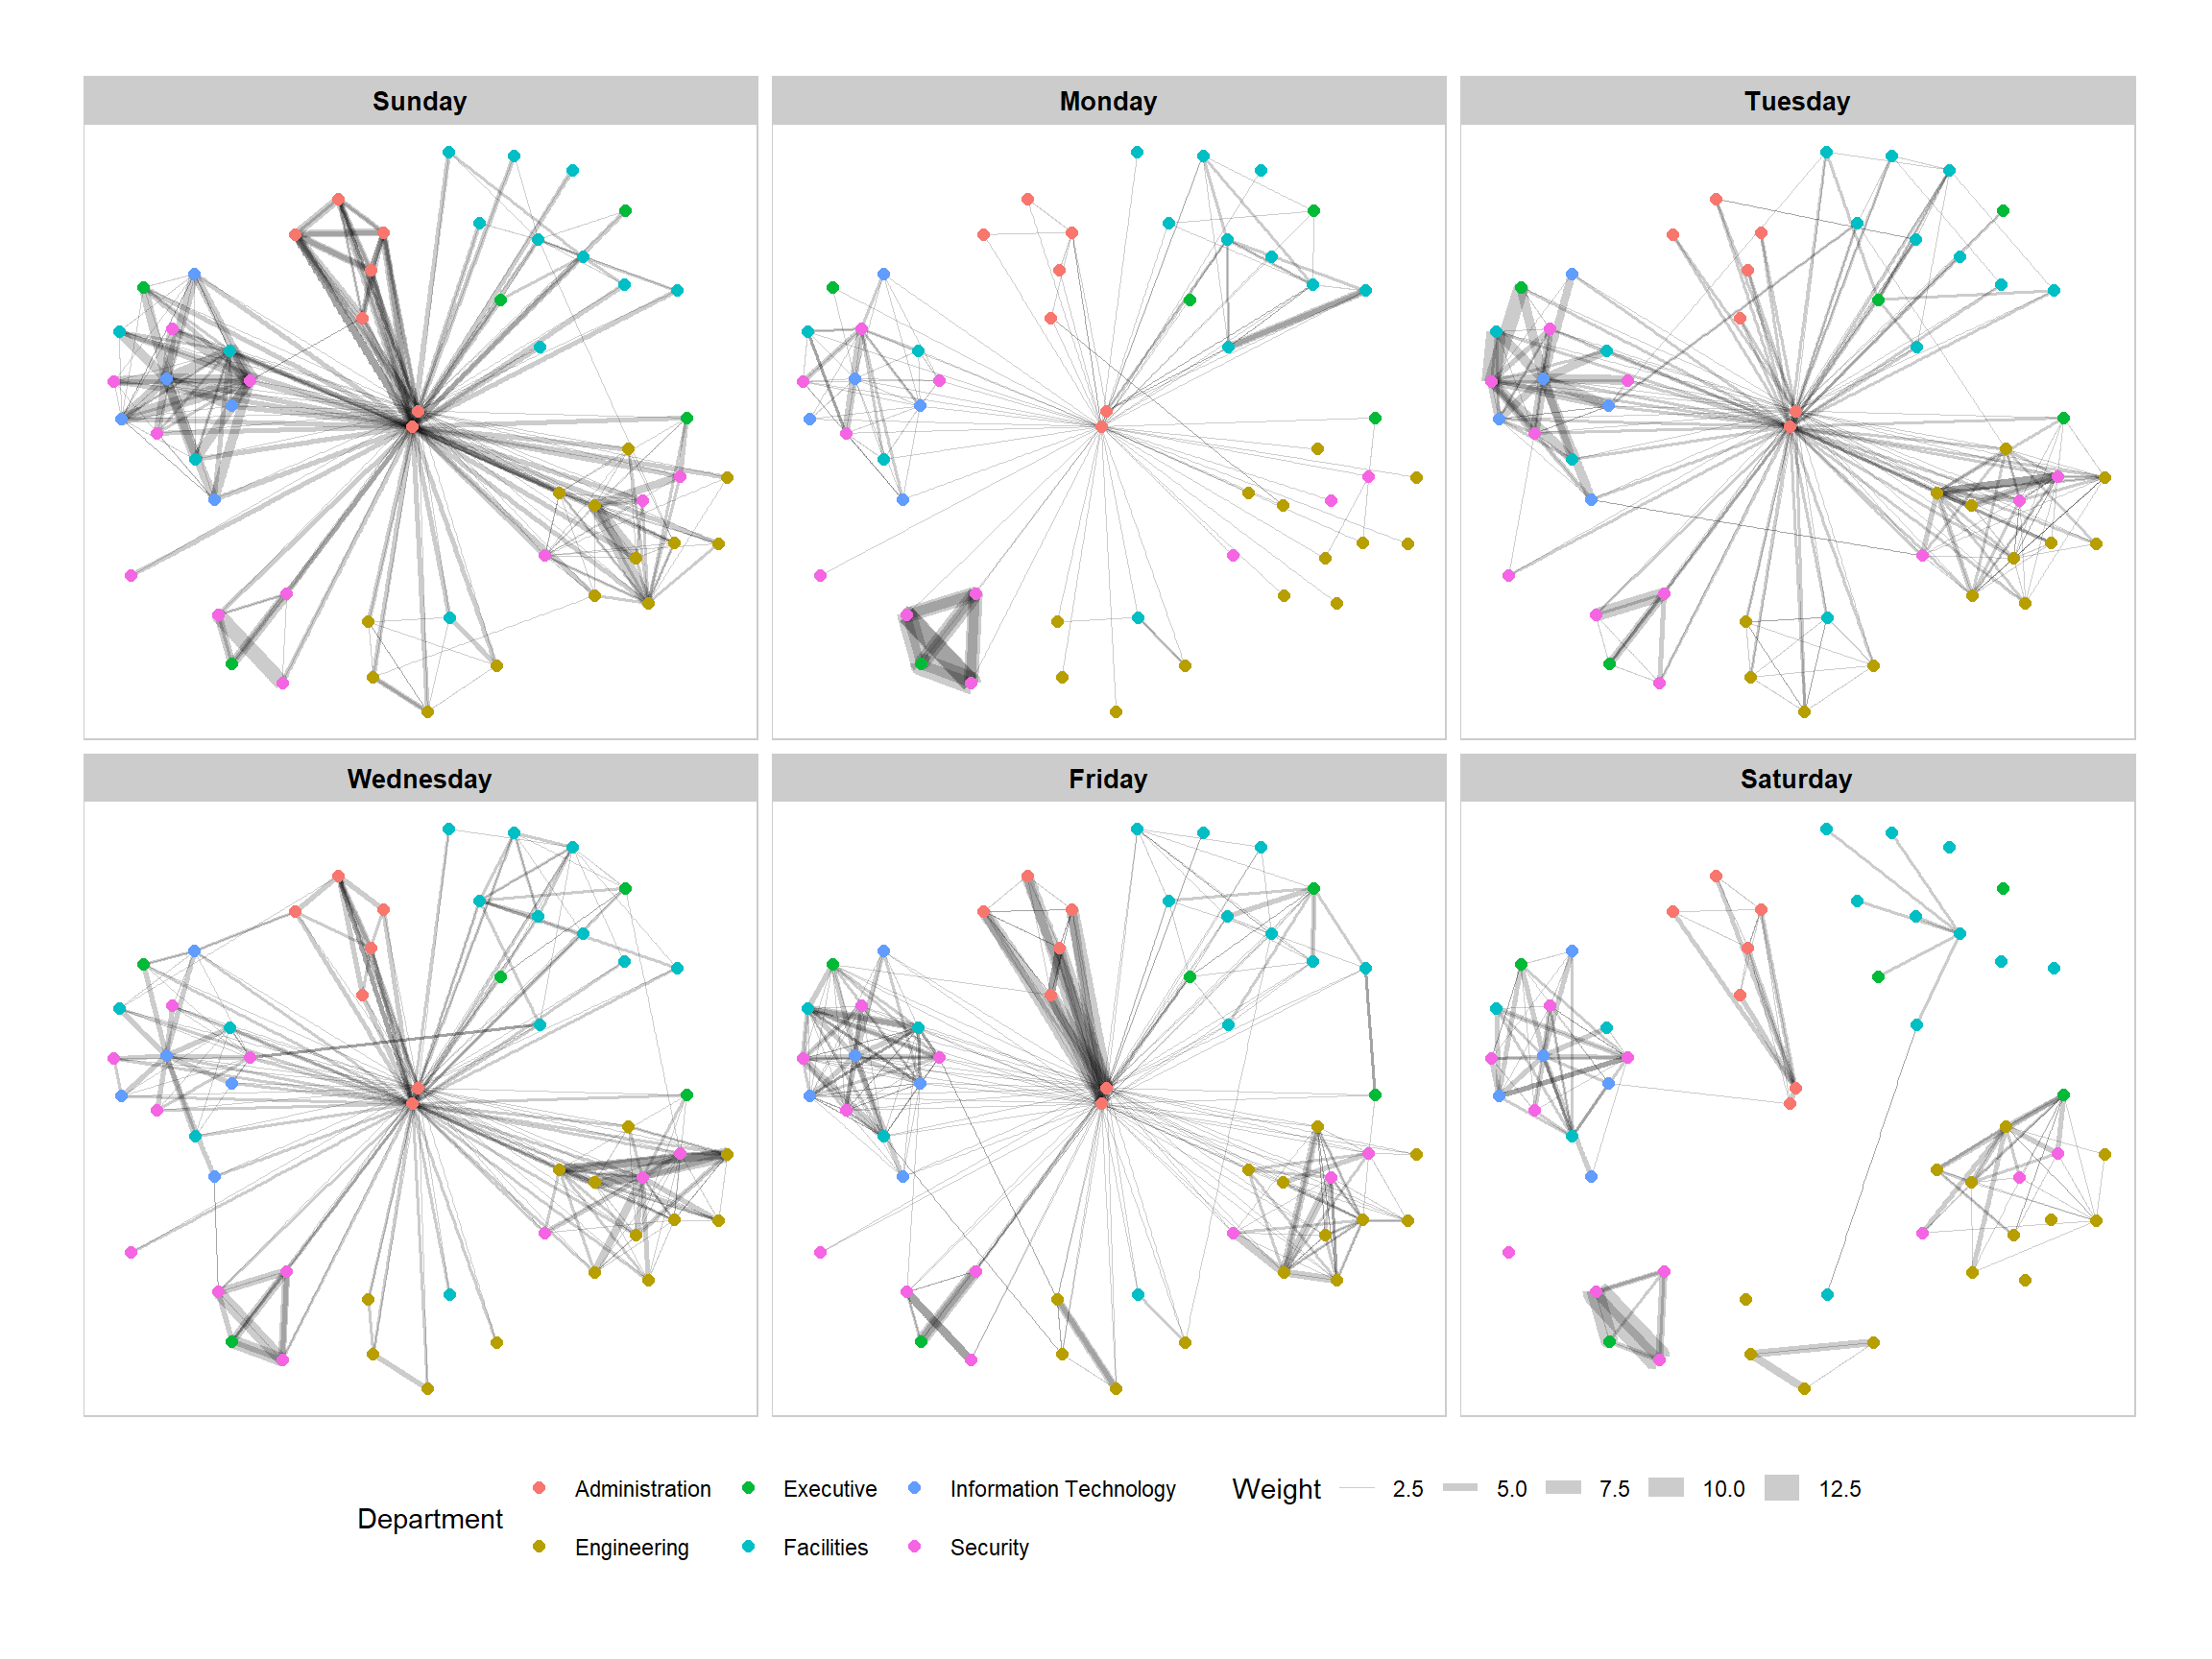 Sunday
Monday
Tuesday
Wednesday
Friday
Saturday
Department
Administration
Executive
Information Technology
Engineering
Facilities
Security
Weight
2.5
5.0
7.5
10.0
12.5